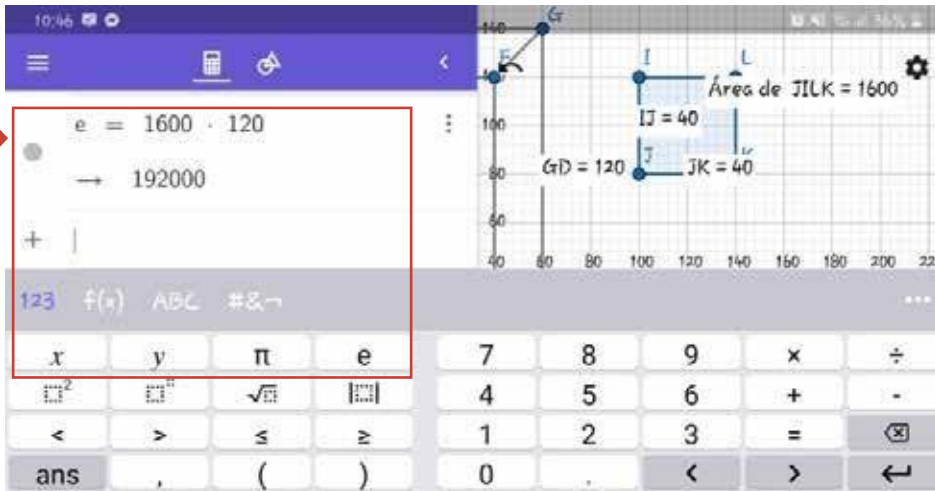 10:46
36%
140
G
F
I
L
Área de JILK = 1600
e = 1600 · 120
100
IJ = 40
→ 192000
80
GD = 120
J
K
JK = 40
60
+
40 60 80 100 120 140 160 180 200 22
123 f(x) ABC #&¬
x y π e 7 8 9 × ÷
√ 4 5 6 + -
< > ≤ ≥ 1 2 3 =
ans , ( ) 0 . < >